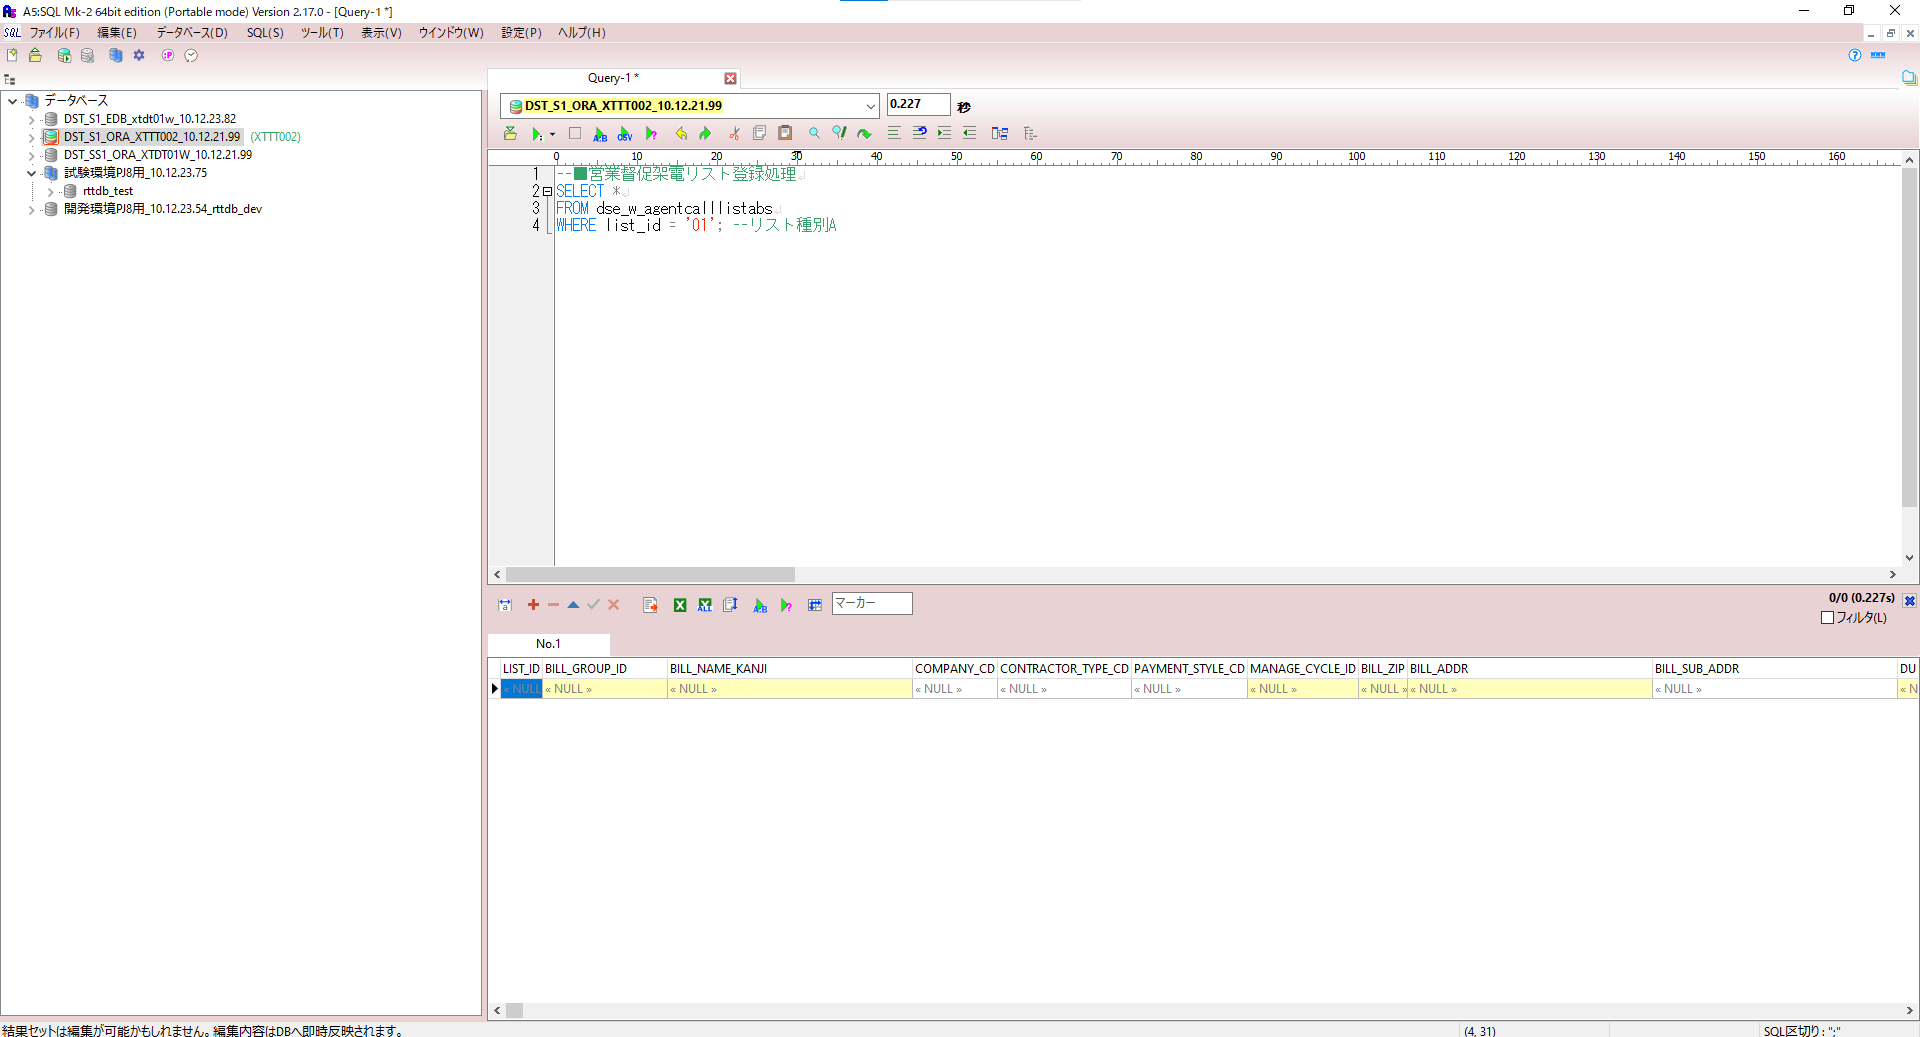 A5:SQL Mk-2 64bit edition (Portable mode) Version 2.17.0 - [Query-1 *]
SQL ファイル(F) 編集(E) データベース(D) SQL(S) ツール(T) 表示(V) ウインドウ(W) 設定(P) ヘルプ(H)
Query-1 *
データベース
DST_S1_EDB_xtdt01w_10.12.23.82
DST_S1_ORA_XTTT002_10.12.21.99 (XTTT002)
DST_SS1_ORA_XTDT01W_10.12.21.99
試験環境PJ8用_10.12.23.75
rttdb_test
開発環境PJ8用_10.12.23.54_rttdb_dev
DST_S1_ORA_XTTT002_10.12.21.99 0.227 秒
0 10 20 30 40 50 60 70 80 90 100 110 120 130 140 150 160
1 --■営業督促架電リスト登録処理
2 SELECT *
3 FROM dse_w_agentcalllistabs
4 WHERE list_id = '01'; --リスト種別A
マーカー
0/0 (0.227s)
フィルタ(L)
No.1
LIST_ID BILL_GROUP_ID BILL_NAME_KANJI COMPANY_CD CONTRACTOR_TYPE_CD PAYMENT_STYLE_CD MANAGE_CYCLE_ID BILL_ZIP BILL_ADDR BILL_SUB_ADDR DU
« NULL « NULL » « NULL » « NULL » « NULL » « NULL » « NULL » « NULL » « NULL » « NULL » « N
結果セットは編集が可能かもしれません。編集内容はDBへ即時反映されます。
(4, 31)
SQL区切り: ";"